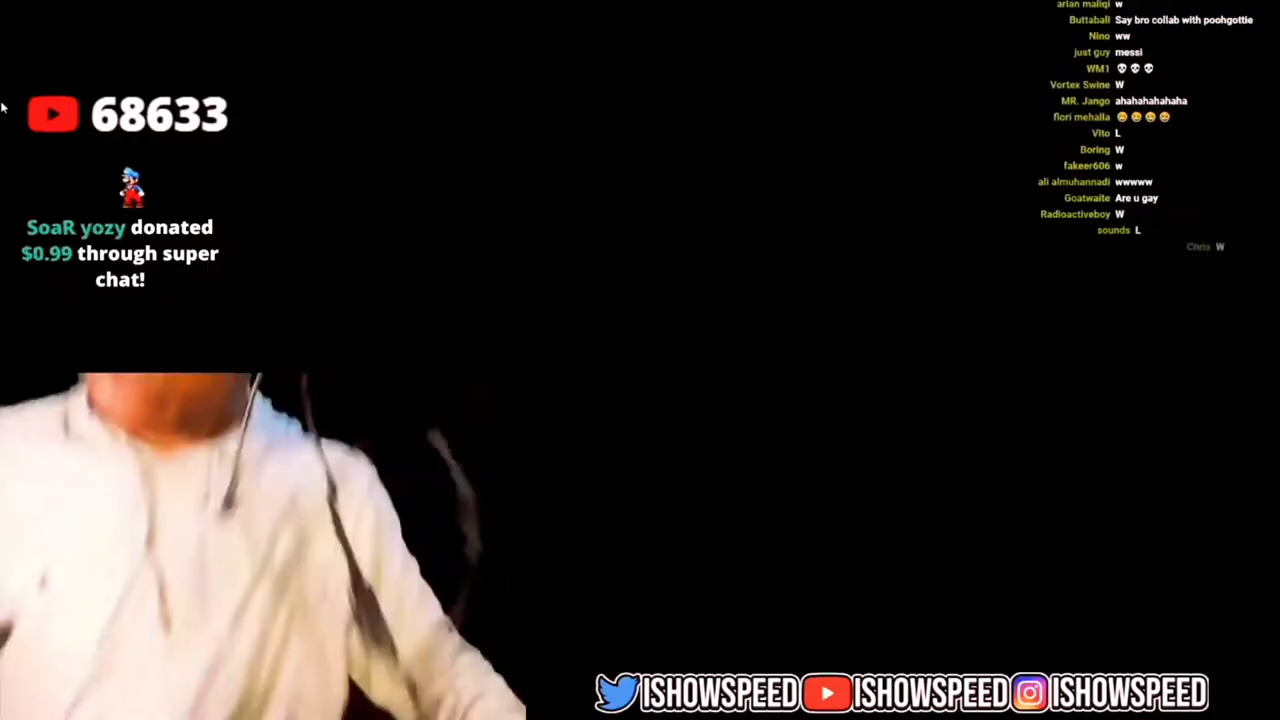 68633
SoaR yozy donated
$0.99 through super
chat!
arian maliqi w
Buttaball Say bro collab with poohgottie
Nino ww
just guy messi
WM1 💀💀💀
Vortex Swine W
MR. Jango ahahahahahaha
flori mehalla 😄😄😄😄
Vito L
Boring W
fakeer606 w
ali almuhannadi wwwww
Goatwaite Are u gay
Radioactiveboy W
sounds L
Chris W
ISHOWSPEED ISHOWSPEED ISHOWSPEED